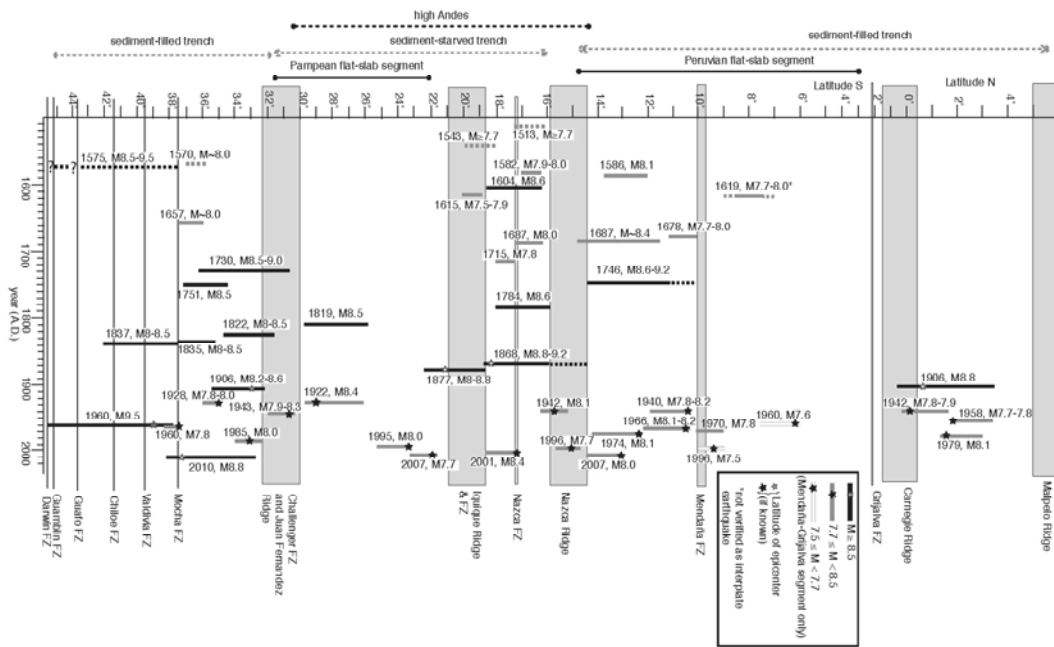 high Andes
sediment-filled trench
sediment-starved trench
sediment-filled trench
Pampean flat-slab segment
Peruvian flat-slab segment
Latitude S
Latitude N
44° 42° 40° 38° 36° 34° 32° 30° 28° 26° 24° 22° 20° 18° 16° 14° 12° 10° 8° 6° 4° 2° 0° 2° 4°
year (A.D.)
1600
1700
1800
1900
2000
1513, M≥7.7
1543, M≥7.7
1570, M~8.0
? ? 1575, M8.5-9.5
1582, M7.9-8.0
1586, M8.1
1604, M8.6
1619, M7.7-8.0*
1615, M7.5-7.9
1657, M~8.0
1678, M7.7-8.0
1687, M8.0
1687, M~8.4
1715, M7.8
1730, M8.5-9.0
1746, M8.6-9.2
1751, M8.5
1784, M8.6
1819, M8.5
1822, M8-8.5
1837, M8-8.5
1835, M8-8.5
1868, M8.8-9.2
1877, M8-8.8
1906, M8.2-8.6
1906, M8.8
1928, M7.8-8.0
1922, M8.4
1943, M7.9-8.3
1942, M8.1
1940, M7.8-8.2
1942, M7.8-7.9
1960, M9.5
1960, M7.8
1966, M8.1-8.2
1970, M7.8
1960, M7.6
1958, M7.7-7.8
1974, M8.1
1979, M8.1
1985, M8.0
1995, M8.0
1996, M7.7
1996, M7.5
2001, M8.4
2007, M7.7
2007, M8.0
2010, M8.8
Darwin FZ
Guamblin FZ
Guafo FZ
Chiloe FZ
Valdivia FZ
Mocha FZ
Challenger FZ
and Juan Fernandez
Ridge
Iquique Ridge
& FZ
Nazca FZ
Nazca Ridge
Mendaña FZ
Grijalva FZ
Carnegie Ridge
Malpelo Ridge
M ≥ 8.5
7.7 ≤ M < 8.5
7.5 ≤ M < 7.7
(Mendaña-Grijalva segment only)
Latitude of epicenter
(if known)
*not verified as interplate
earthquake